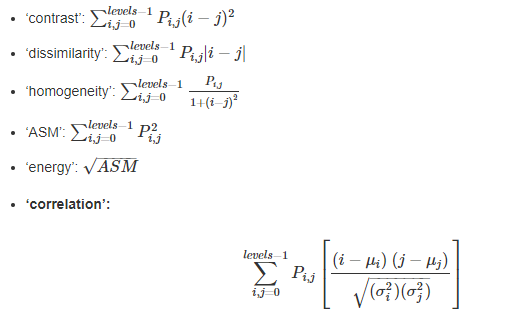 • 'contrast': $\sum_{i,j=0}^{levels-1} P_{i,j}(i-j)^2$
• 'dissimilarity': $\sum_{i,j=0}^{levels-1} P_{i,j}|i-j|$
• 'homogeneity': $\sum_{i,j=0}^{levels-1} \frac{P_{i,j}}{1+(i-j)^2}$
• 'ASM': $\sum_{i,j=0}^{levels-1} P_{i,j}^2$
• 'energy': $\sqrt{ASM}$
• 'correlation':
$\sum_{i,j=0}^{levels-1} P_{i,j}\left[\frac{(i-\mu_i)\,(j-\mu_j)}{\sqrt{(\sigma_i^2)(\sigma_j^2)}}\right]$